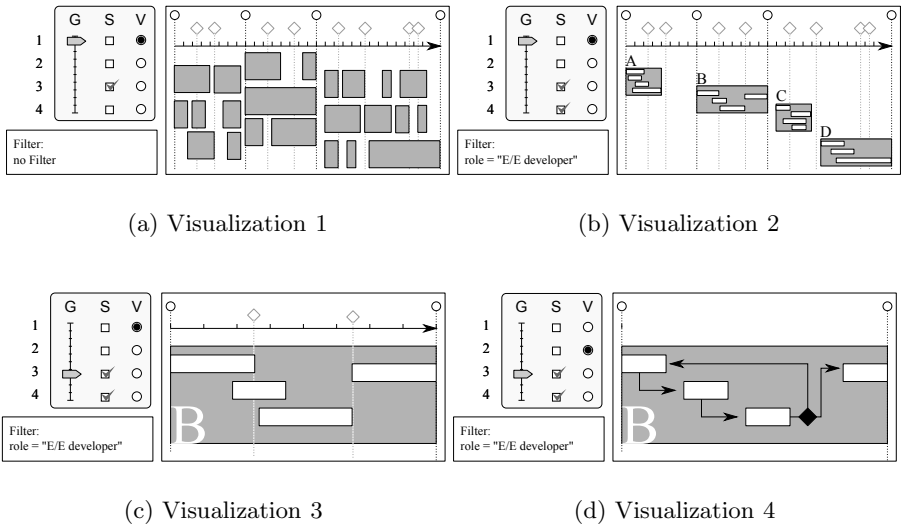 G S V
1
2
3
4
Filter:
no Filter
(a) Visualization 1
G S V
1
2
3
4
Filter:
role = "E/E developer"
A
B
C
D
(b) Visualization 2
G S V
1
2
3
4
Filter:
role = "E/E developer"
B
(c) Visualization 3
G S V
1
2
3
4
Filter:
role = "E/E developer"
B
(d) Visualization 4